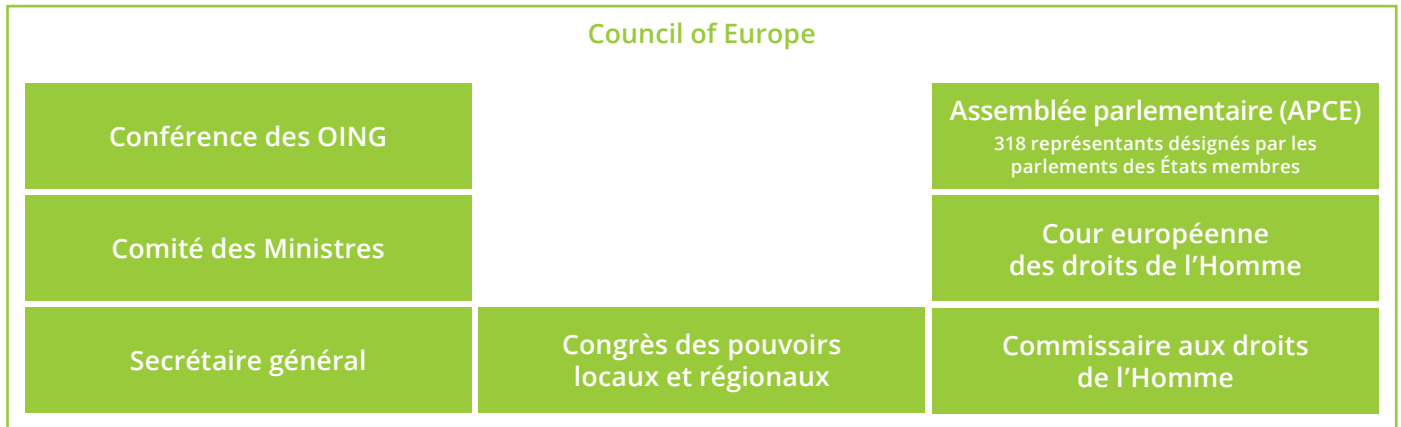 Council of Europe
Conférence des OING
Assemblée parlementaire (APCE)
318 représentants désignés par les
parlements des États membres
Comité des Ministres
Cour européenne
des droits de l’Homme
Secrétaire général
Congrès des pouvoirs
locaux et régionaux
Commissaire aux droits
de l’Homme